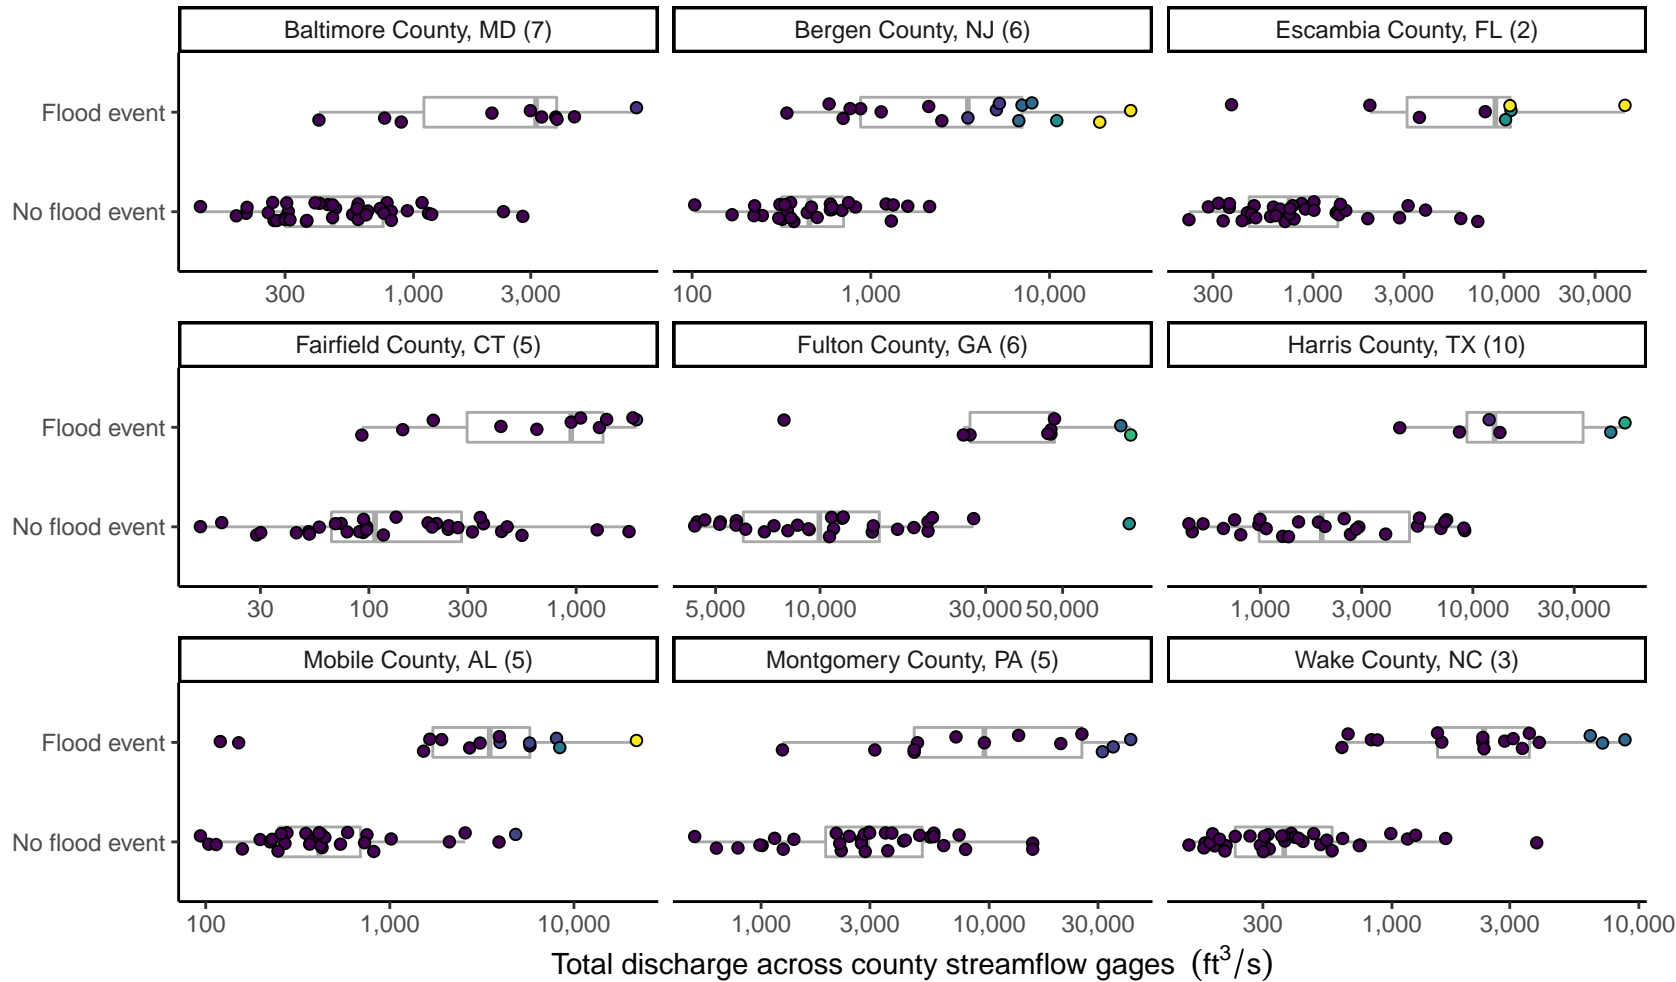 Baltimore County, MD (7)
Bergen County, NJ (6)
Escambia County, FL (2)
Flood event
No flood event
300 1,000 3,000
100 1,000 10,000
300 1,000 3,000 10,000 30,000
Fairfield County, CT (5)
Fulton County, GA (6)
Harris County, TX (10)
Flood event
No flood event
30 100 300 1,000
5,000 10,000 30,000 50,000
1,000 3,000 10,000 30,000
Mobile County, AL (5)
Montgomery County, PA (5)
Wake County, NC (3)
Flood event
No flood event
100 1,000 10,000
1,000 3,000 10,000 30,000
300 1,000 3,000 10,000
Total discharge across county streamflow gages (ft³/s)